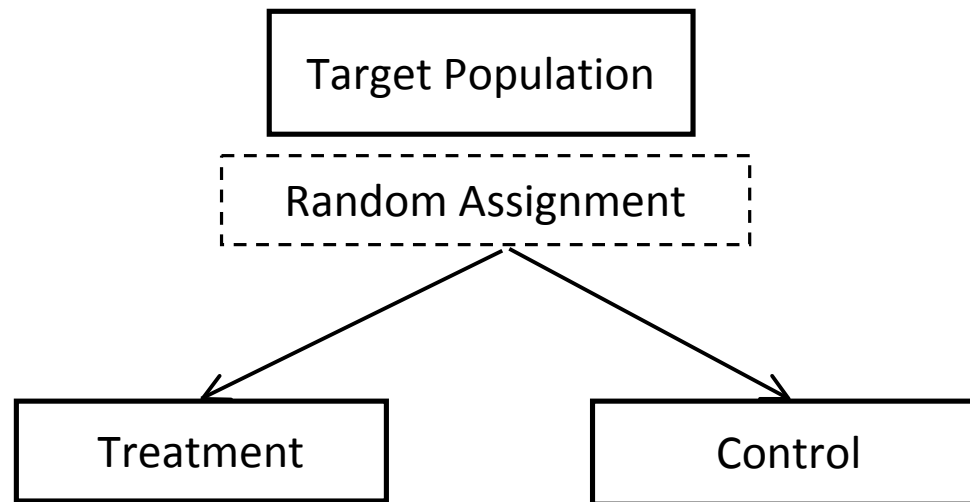 Target Population
Random Assignment
Treatment
Control